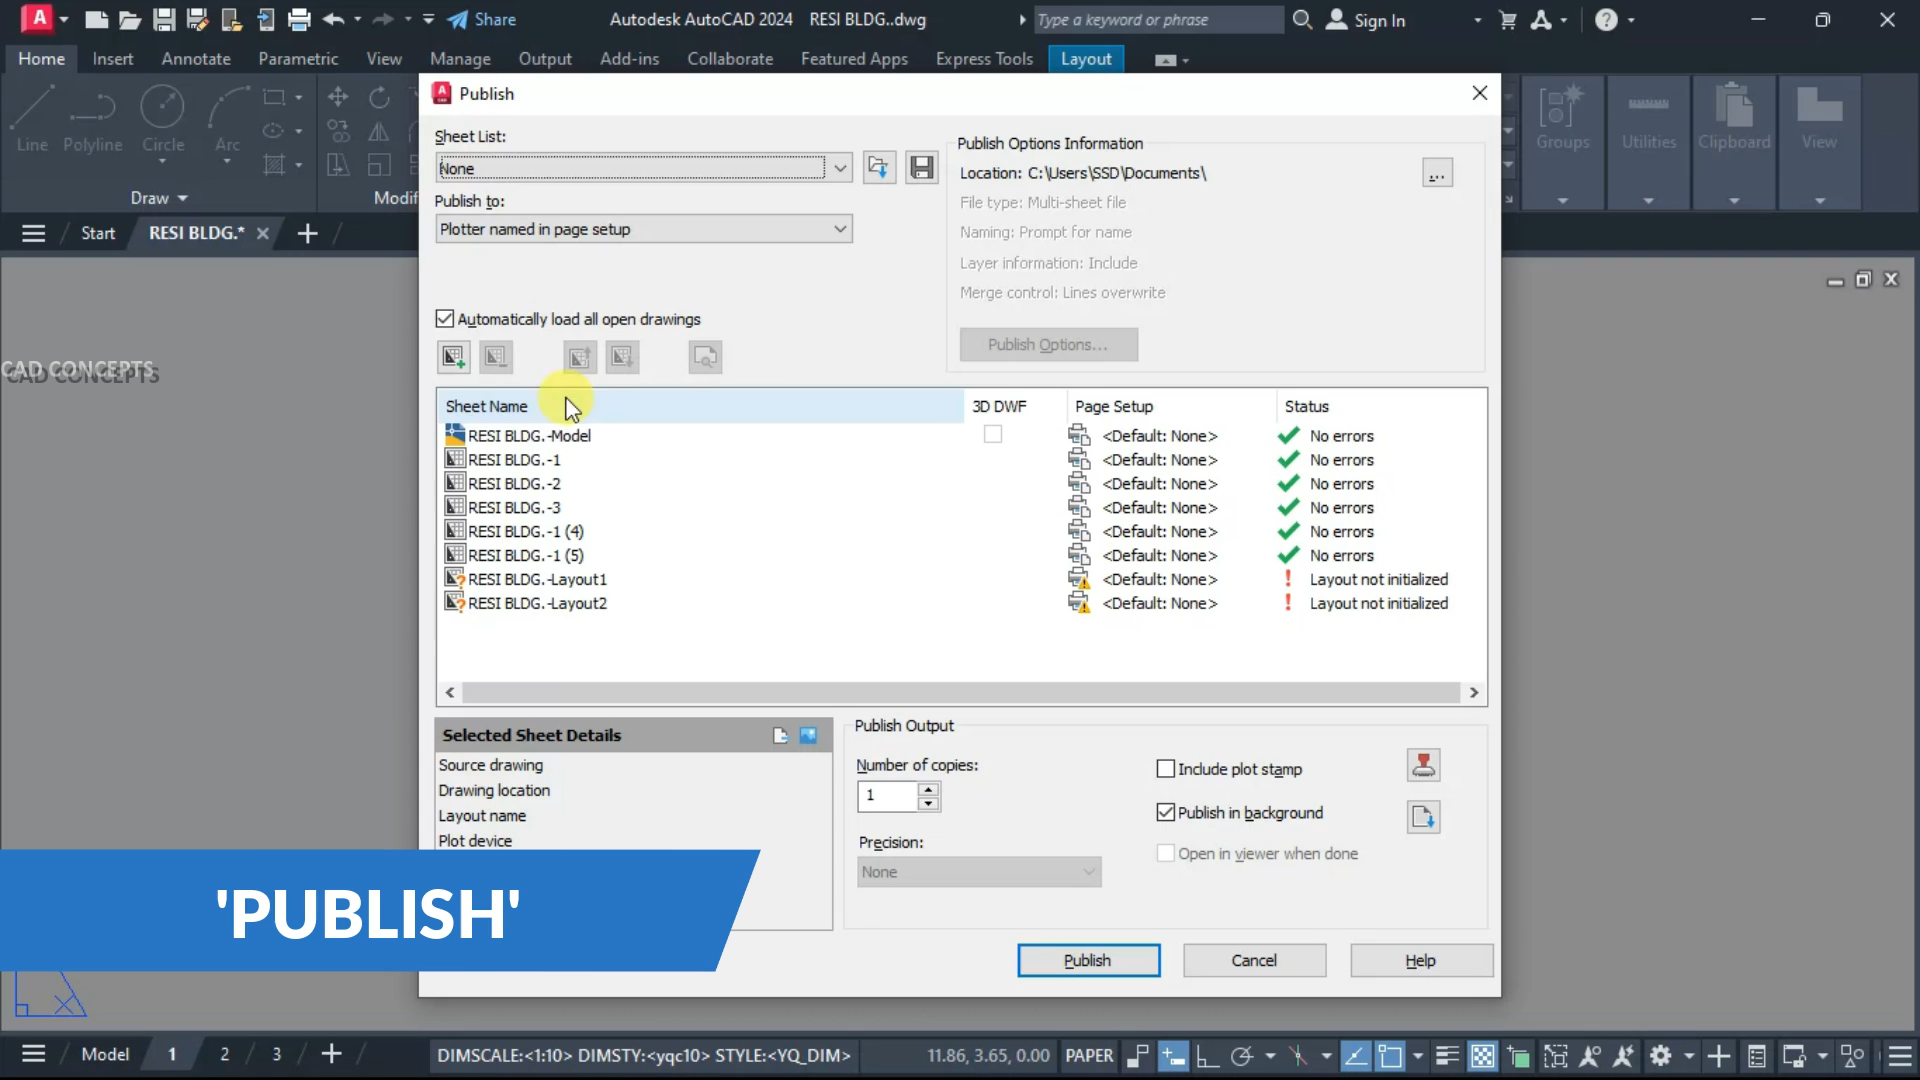 A Share Autodesk AutoCAD 2024 RESI BLDG..dwg Type a keyword or phrase Sign In
Home Insert Annotate Parametric View Manage Output Add-ins Collaborate Featured Apps Express Tools Layout
Line Polyline Circle Arc Groups Utilities Clipboard View
Draw Modif
Start RESI BLDG.*
Publish
Sheet List:
None
Publish to:
Plotter named in page setup
Publish Options Information
Location: C:\Users\SSD\Documents\
...
File type: Multi-sheet file
Naming: Prompt for name
Layer information: Include
Merge control: Lines overwrite
Publish Options...
Automatically load all open drawings
CAD CONCEPTS
CAD CONCEPTS
Sheet Name 3D DWF Page Setup Status
RESI BLDG.-Model <Default: None> No errors
RESI BLDG.-1 <Default: None> No errors
RESI BLDG.-2 <Default: None> No errors
RESI BLDG.-3 <Default: None> No errors
RESI BLDG.-1 (4) <Default: None> No errors
RESI BLDG.-1 (5) <Default: None> No errors
RESI BLDG.-Layout1 <Default: None> Layout not initialized
RESI BLDG.-Layout2 <Default: None> Layout not initialized
Selected Sheet Details
Source drawing
Drawing location
Layout name
Plot device
Publish Output
Number of copies:
1
Precision:
None
Include plot stamp
Publish in background
Open in viewer when done
'PUBLISH'
Publish Cancel Help
Model 1 2 3 DIMSCALE:<1:10> DIMSTY:<yqc10> STYLE:<YQ_DIM> 11.86, 3.65, 0.00 PAPER